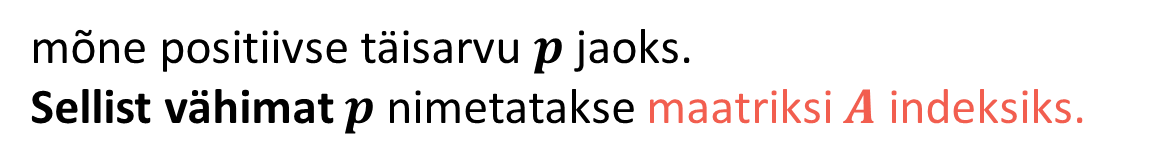 mõne positiivse täisarvu p jaoks.
Sellist vähimat p nimetatakse maatriksi A indeksiks.